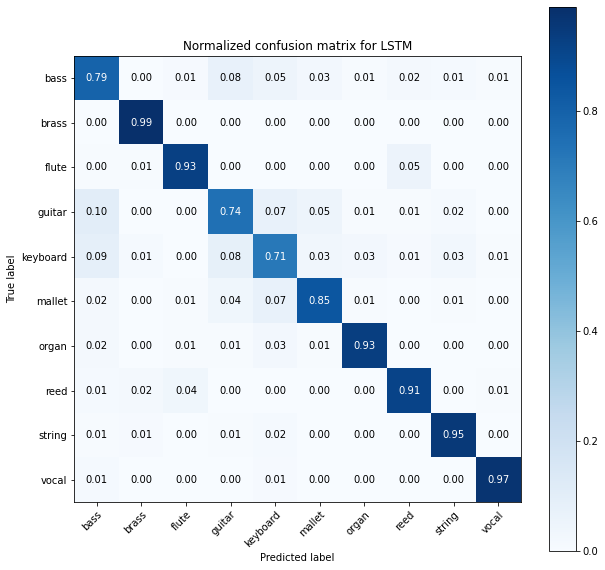 Normalized confusion matrix for LSTM
bass 0.79 0.00 0.01 0.08 0.05 0.03 0.01 0.02 0.01 0.01
brass 0.00 0.99 0.00 0.00 0.00 0.00 0.00 0.00 0.00 0.00
flute 0.00 0.01 0.93 0.00 0.00 0.00 0.00 0.05 0.00 0.00
guitar 0.10 0.00 0.00 0.74 0.07 0.05 0.01 0.01 0.02 0.00
keyboard 0.09 0.01 0.00 0.08 0.71 0.03 0.03 0.01 0.03 0.01
mallet 0.02 0.00 0.01 0.04 0.07 0.85 0.01 0.00 0.01 0.00
organ 0.02 0.00 0.01 0.01 0.03 0.01 0.93 0.00 0.00 0.00
reed 0.01 0.02 0.04 0.00 0.00 0.00 0.00 0.91 0.00 0.01
string 0.01 0.01 0.00 0.01 0.02 0.00 0.00 0.00 0.95 0.00
vocal 0.01 0.00 0.00 0.00 0.01 0.00 0.00 0.00 0.00 0.97
bass brass flute guitar keyboard mallet organ reed string vocal
Predicted label
True label
0.8
0.6
0.4
0.2
0.0